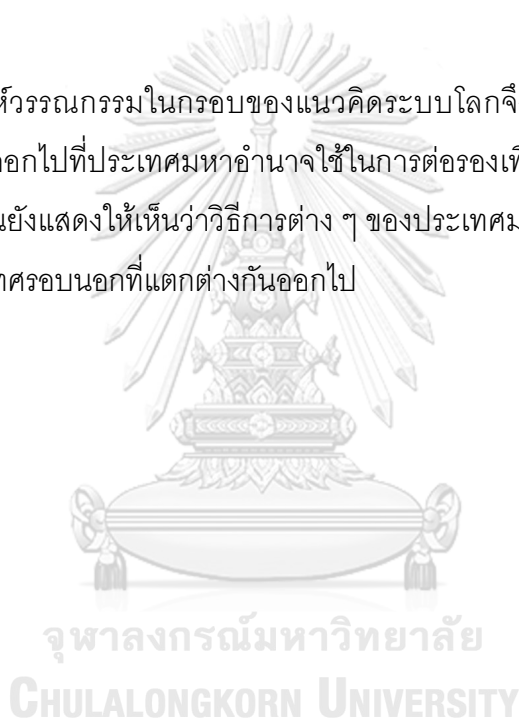 ห์วรรณกรรมในกรอบของแนวคิดระบบโลกจึ
อกไปที่ประเทศมหาอำนาจใช้ในการต่อรองเพื
นยังแสดงให้เห็นว่าวิธีการต่าง ๆ ของประเทศม
ทศรอบนอกที่แตกต่างกันออกไป
จุฬาลงกรณ์มหาวิทยาลัย
CHULALONGKORN UNIVERSITY